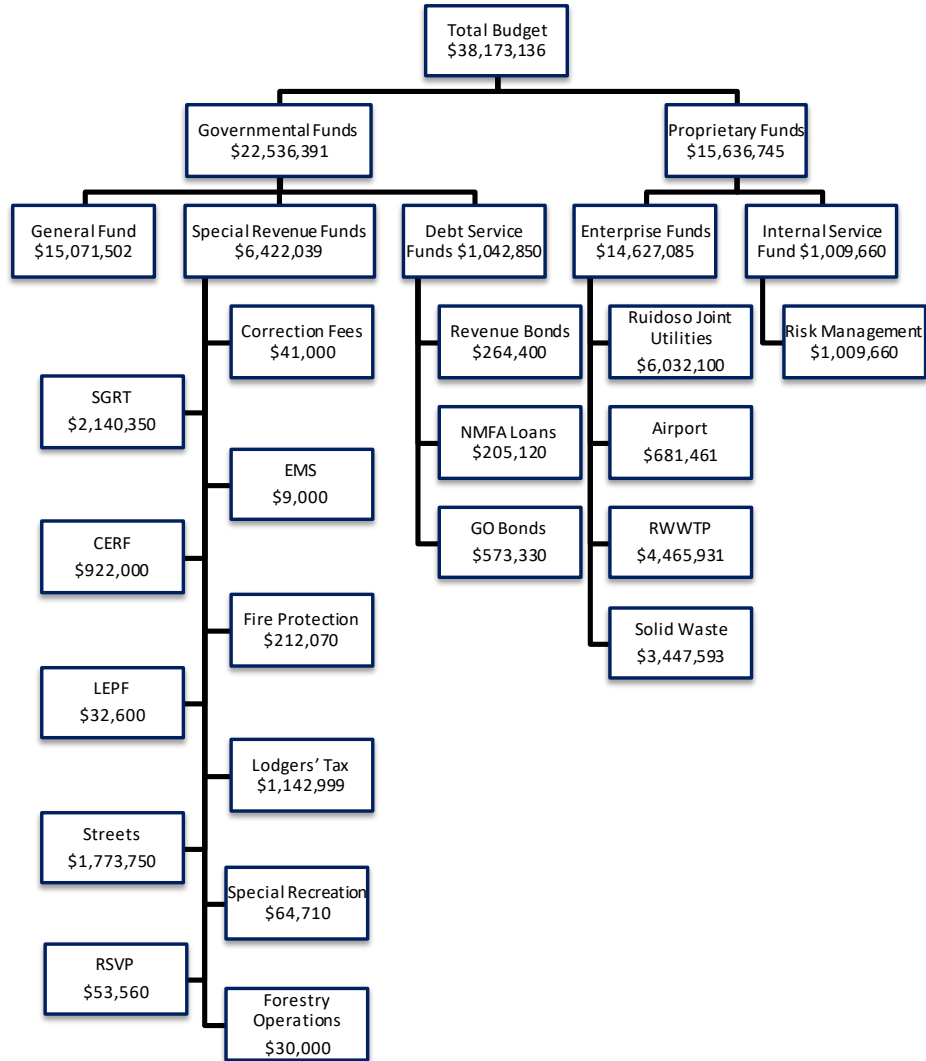 Total Budget
$38,173,136
Governmental Funds
$22,536,391
Proprietary Funds
$15,636,745
General Fund
$15,071,502
Special Revenue Funds
$6,422,039
Debt Service
Funds $1,042,850
Enterprise Funds
$14,627,085
Internal Service
Fund $1,009,660
Correction Fees
$41,000
Revenue Bonds
$264,400
Ruidoso Joint
Utilities
$6,032,100
Risk Management
$1,009,660
SGRT
$2,140,350
NMFA Loans
$205,120
Airport
$681,461
EMS
$9,000
CERF
$922,000
GO Bonds
$573,330
RWWTP
$4,465,931
Fire Protection
$212,070
Solid Waste
$3,447,593
LEPF
$32,600
Lodgers’ Tax
$1,142,999
Streets
$1,773,750
Special Recreation
$64,710
RSVP
$53,560
Forestry
Operations
$30,000